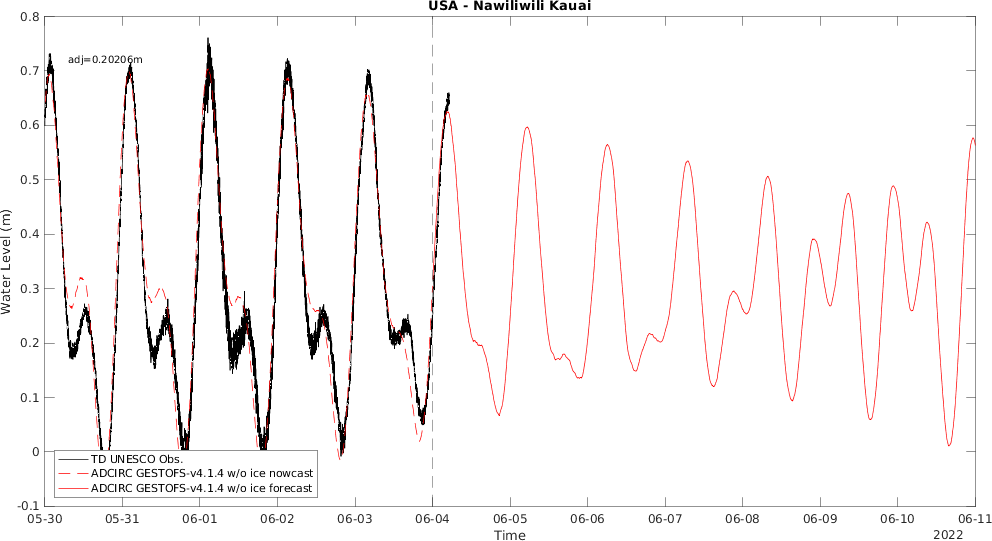 USA - Nawiliwili Kauai
0.8
0.7
0.6
0.5
0.4
0.3
0.2
0.1
0
-0.1
Water Level (m)
adj=0.20206m
TD UNESCO Obs.
ADCIRC GESTOFS-v4.1.4 w/o ice nowcast
ADCIRC GESTOFS-v4.1.4 w/o ice forecast
05-30 05-31 06-01 06-02 06-03 06-04 06-05 06-06 06-07 06-08 06-09 06-10 06-11
Time
2022